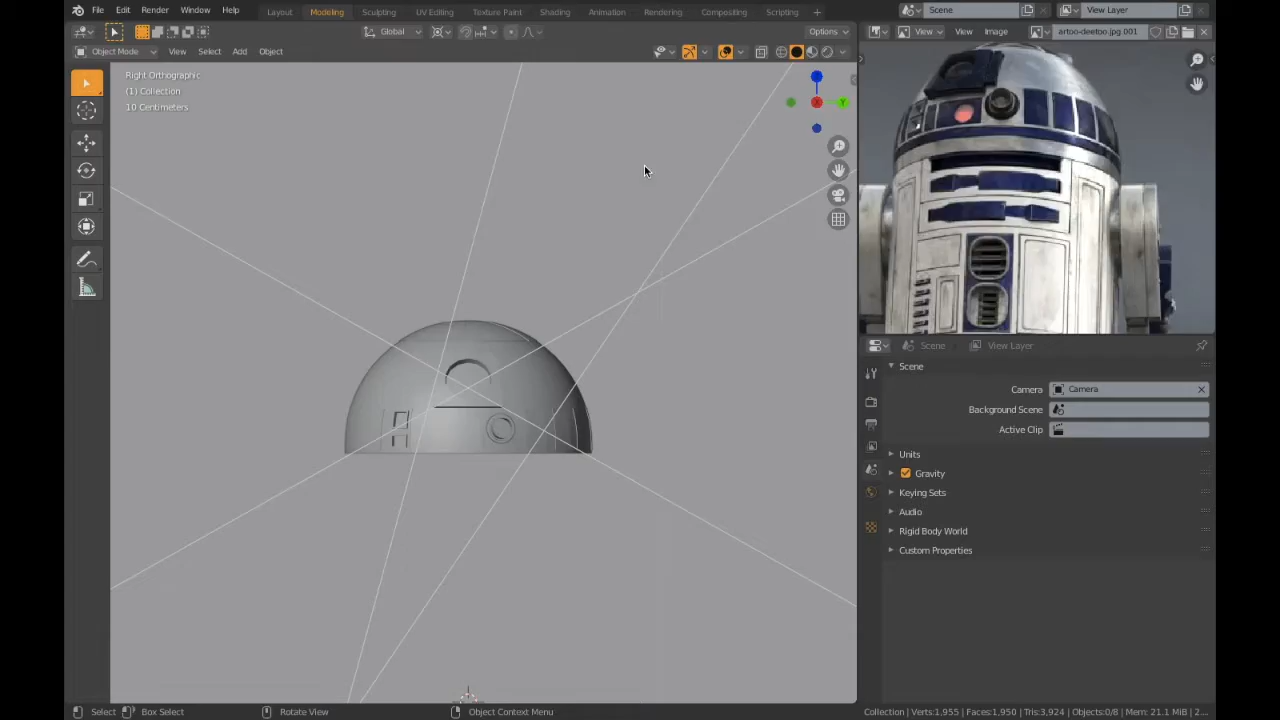 File Edit Render Window Help
Layout Modeling Sculpting UV Editing Texture Paint Shading Animation Rendering Compositing Scripting +
Scene
View Layer
Global
Options
View View Image artoo-deetoo.jpg.001
Object Mode View Select Add Object
Right Orthographic
(1) Collection
10 Centimeters
Z
X
Y
Scene View Layer
Scene
Camera Camera
Background Scene
Active Clip
Units
Gravity
Keying Sets
Audio
Rigid Body World
Custom Properties
Select Box Select Rotate View Object Context Menu
Collection | Verts:1,955 | Faces:1,950 | Tris:3,924 | Objects:0/8 | Mem: 21.1 MiB | 2...